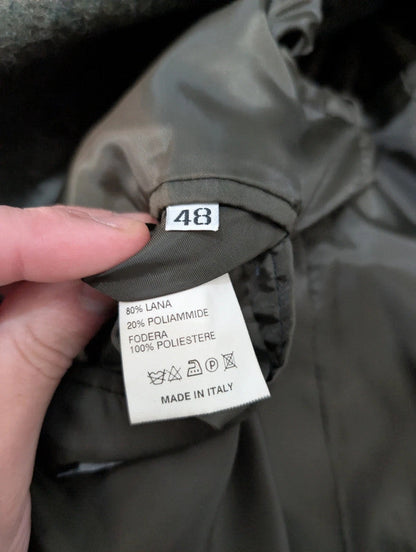 48
80% LANA
20% POLIAMMIDE
FODERA
100% POLIESTERE
P
MADE IN ITALY